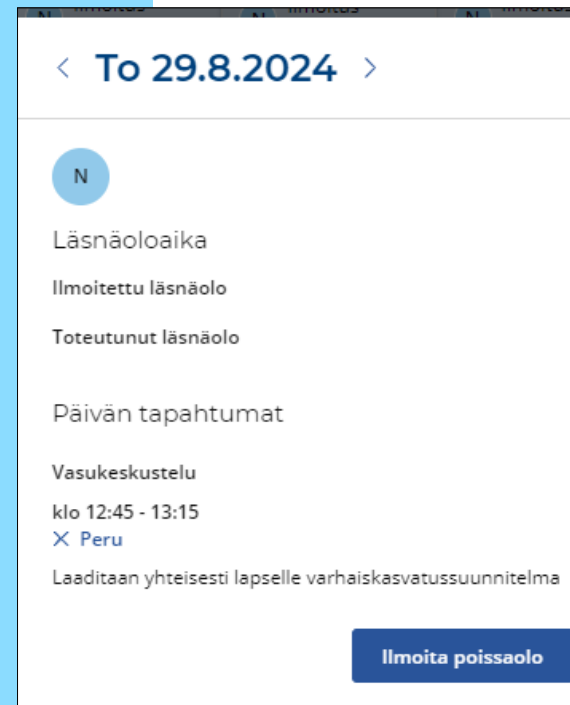 < To 29.8.2024 >
N
Läsnäoloaika
Ilmoitettu läsnäolo
Toteutunut läsnäolo
Päivän tapahtumat
Vasukeskustelu
klo 12:45 - 13:15
× Peru
Laaditaan yhteisesti lapselle varhaiskasvatussuunnitelma
Ilmoita poissaolo